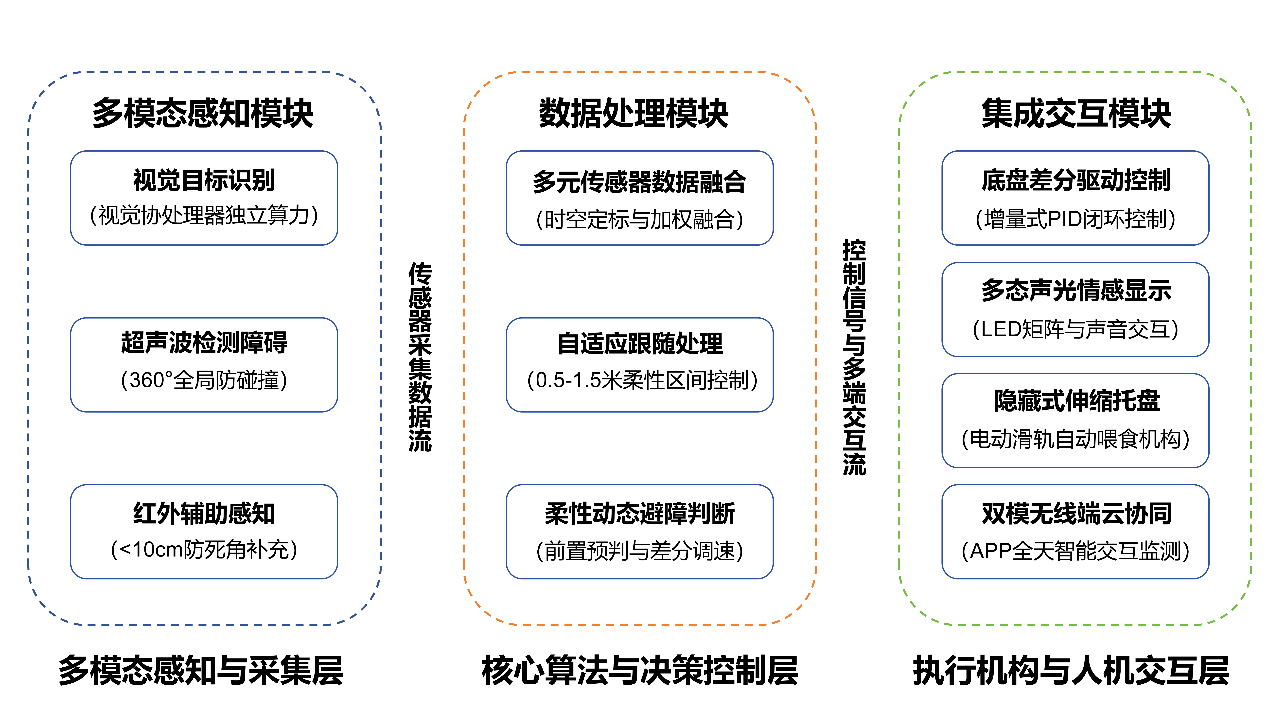 多模态感知模块
视觉目标识别
（视觉协处理器独立算力）
超声波检测障碍
（360°全局防碰撞）
红外辅助感知
（<10cm防死角补充）
多模态感知与采集层
传感器采集数据流
数据处理模块
多元传感器数据融合
（时空定标与加权融合）
自适应跟随处理
（0.5-1.5米柔性区间控制）
柔性动态避障判断
（前置预判与差分调速）
核心算法与决策控制层
控制信号与多端交互流
集成交互模块
底盘差分驱动控制
（增量式PID闭环控制）
多态声光情感显示
（LED矩阵与声音交互）
隐藏式伸缩托盘
（电动滑轨自动喂食机构）
双模无线端云协同
（APP全天智能交互监测）
执行机构与人机交互层